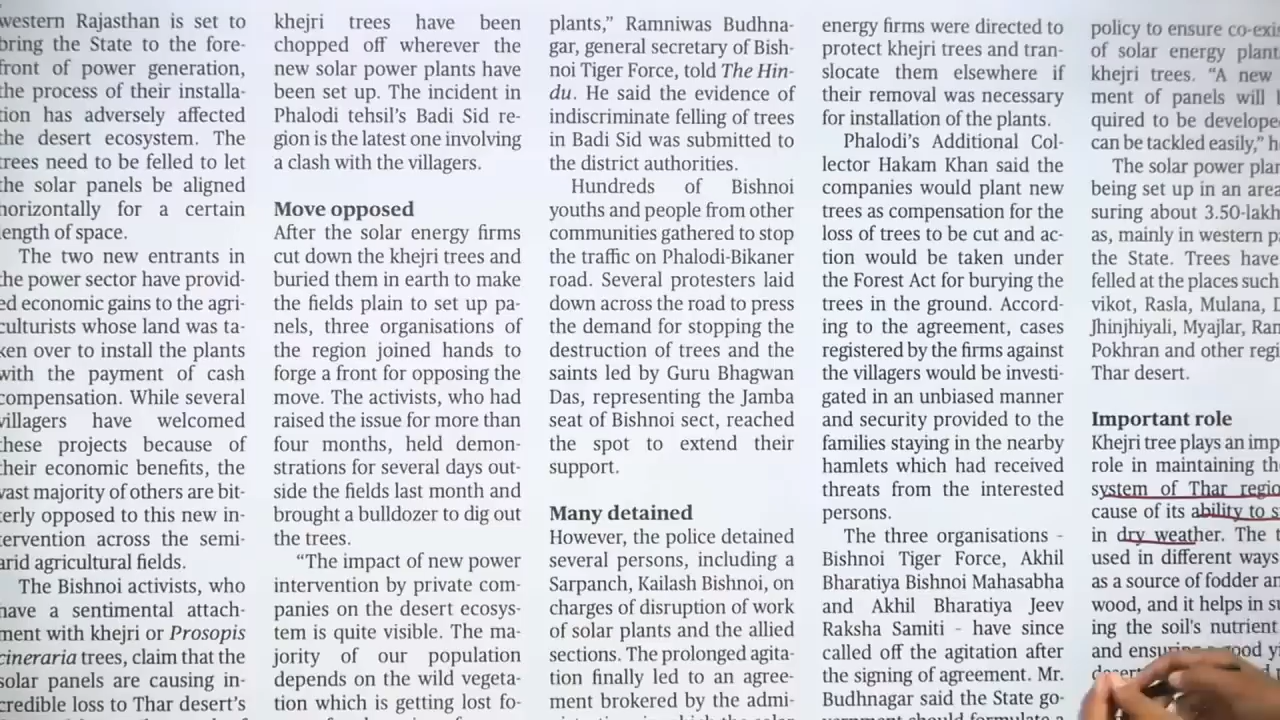 western Rajasthan is set to
bring the State to the fore-
front of power generation,
the process of their installa-
tion has adversely affected
the desert ecosystem. The
trees need to be felled to let
the solar panels be aligned
horizontally for a certain
length of space.
The two new entrants in
the power sector have provid-
ed economic gains to the agri-
culturists whose land was ta-
ken over to install the plants
with the payment of cash
compensation. While several
villagers have welcomed
these projects because of
their economic benefits, the
vast majority of others are bit-
terly opposed to this new in-
tervention across the semi-
arid agricultural fields.
The Bishnoi activists, who
have a sentimental attach-
ment with khejri or Prosopis
cineraria trees, claim that the
solar panels are causing in-
credible loss to Thar desert's
khejri trees have been
chopped off wherever the
new solar power plants have
been set up. The incident in
Phalodi tehsil's Badi Sid re-
gion is the latest one involving
a clash with the villagers.
Move opposed
After the solar energy firms
cut down the khejri trees and
buried them in earth to make
the fields plain to set up pa-
nels, three organisations of
the region joined hands to
forge a front for opposing the
move. The activists, who had
raised the issue for more than
four months, held demon-
strations for several days out-
side the fields last month and
brought a bulldozer to dig out
the trees.
“The impact of new power
intervention by private com-
panies on the desert ecosys-
tem is quite visible. The ma-
jority of our population
depends on the wild vegeta-
tion which is getting lost fo-
plants,” Ramniwas Budhna-
gar, general secretary of Bish-
noi Tiger Force, told The Hin-
du. He said the evidence of
indiscriminate felling of trees
in Badi Sid was submitted to
the district authorities.
Hundreds of Bishnoi
youths and people from other
communities gathered to stop
the traffic on Phalodi-Bikaner
road. Several protesters laid
down across the road to press
the demand for stopping the
destruction of trees and the
saints led by Guru Bhagwan
Das, representing the Jamba
seat of Bishnoi sect, reached
the spot to extend their
support.
Many detained
However, the police detained
several persons, including a
Sarpanch, Kailash Bishnoi, on
charges of disruption of work
of solar plants and the allied
sections. The prolonged agita-
tion finally led to an agree-
ment brokered by the admi-
energy firms were directed to
protect khejri trees and tran-
slocate them elsewhere if
their removal was necessary
for installation of the plants.
Phalodi's Additional Col-
lector Hakam Khan said the
companies would plant new
trees as compensation for the
loss of trees to be cut and ac-
tion would be taken under
the Forest Act for burying the
trees in the ground. Accord-
ing to the agreement, cases
registered by the firms against
the villagers would be investi-
gated in an unbiased manner
and security provided to the
families staying in the nearby
hamlets which had received
threats from the interested
persons.
The three organisations -
Bishnoi Tiger Force, Akhil
Bharatiya Bishnoi Mahasabha
and Akhil Bharatiya Jeev
Raksha Samiti - have since
called off the agitation after
the signing of agreement. Mr.
Budhnagar said the State go-
policy to ensure co-exis
of solar energy plant
khejri trees. “A new
ment of panels will
quired to be develope
can be tackled easily,” h
The solar power plan
being set up in an area
suring about 3.50-lakh
as, mainly in western p
the State. Trees have
felled at the places such
vikot, Rasla, Mulana,
Jhinjhiyali, Myajlar, Ram
Pokhran and other regi
Thar desert.
Important role
Khejri tree plays an imp
role in maintaining th
system of Thar regio
cause of its ability to s
in dry weather. The t
used in different ways
as a source of fodder an
wood, and it helps in su
ing the soil's nutrient
and ensuring a good yi